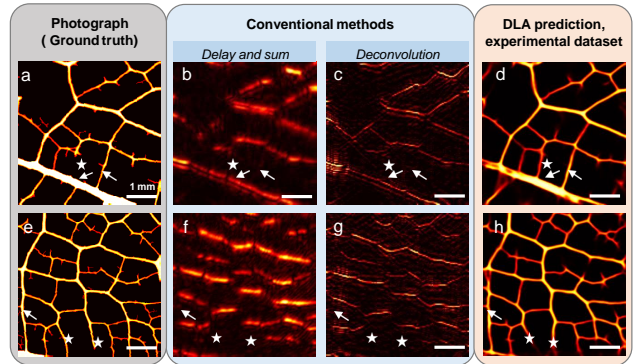 Photograph
( Ground truth)
Conventional methods
Delay and sum
Deconvolution
DLA prediction,
experimental dataset
a
b
c
d
1 mm
e
f
g
h